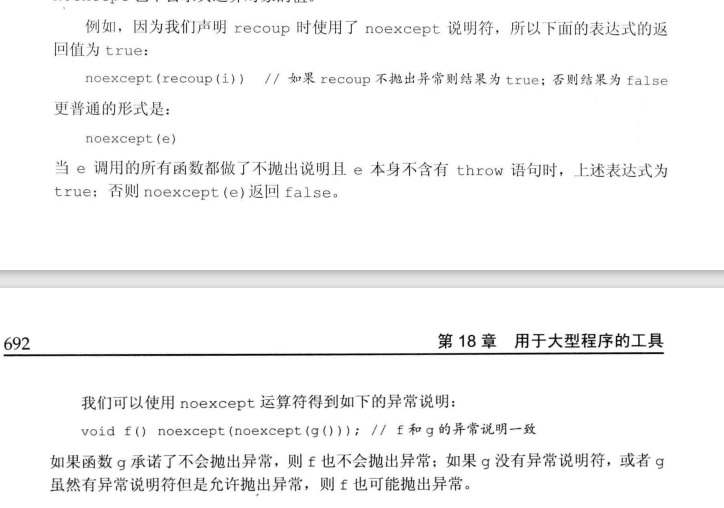 例如，因为我们声明 recoup 时使用了 noexcept 说明符，所以下面的表达式的返
回值为 true：
noexcept(recoup(i)) // 如果 recoup 不抛出异常则结果为 true；否则结果为 false
更普通的形式是：
noexcept(e)
当 e 调用的所有函数都做了不抛出说明且 e 本身不含有 throw 语句时，上述表达式为
true；否则 noexcept(e)返回 false。
692
第 18 章 用于大型程序的工具
我们可以使用 noexcept 运算符得到如下的异常说明：
void f() noexcept(noexcept(g())); // f 和 g 的异常说明一致
如果函数 g 承诺了不会抛出异常，则 f 也不会抛出异常；如果 g 没有异常说明符，或者 g
虽然有异常说明符但是允许抛出异常，则 f 也可能抛出异常。